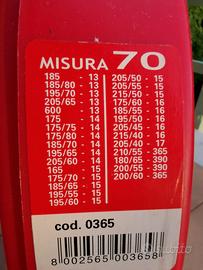 MISURA 70
185 - 13 205/50 - 15
185/80 - 13 205/55 - 15
195/70 - 13 215/50 - 15
205/65 - 13 175/60 - 16
600 - 13 185/55 - 16
175 - 14 195/50 - 16
175/75 - 14 205/45 - 16
175/80 - 14 215/40 - 16
185/70 - 14 205/40 - 17
195/65 - 14 210/55 - 365
205/60 - 14 180/65 - 390
165 - 15 200/55 - 390
175/70 - 15 200/60 - 365
185/60 - 15
195/55 - 15
195/60 - 15
cod. 0365
8 002565 003658